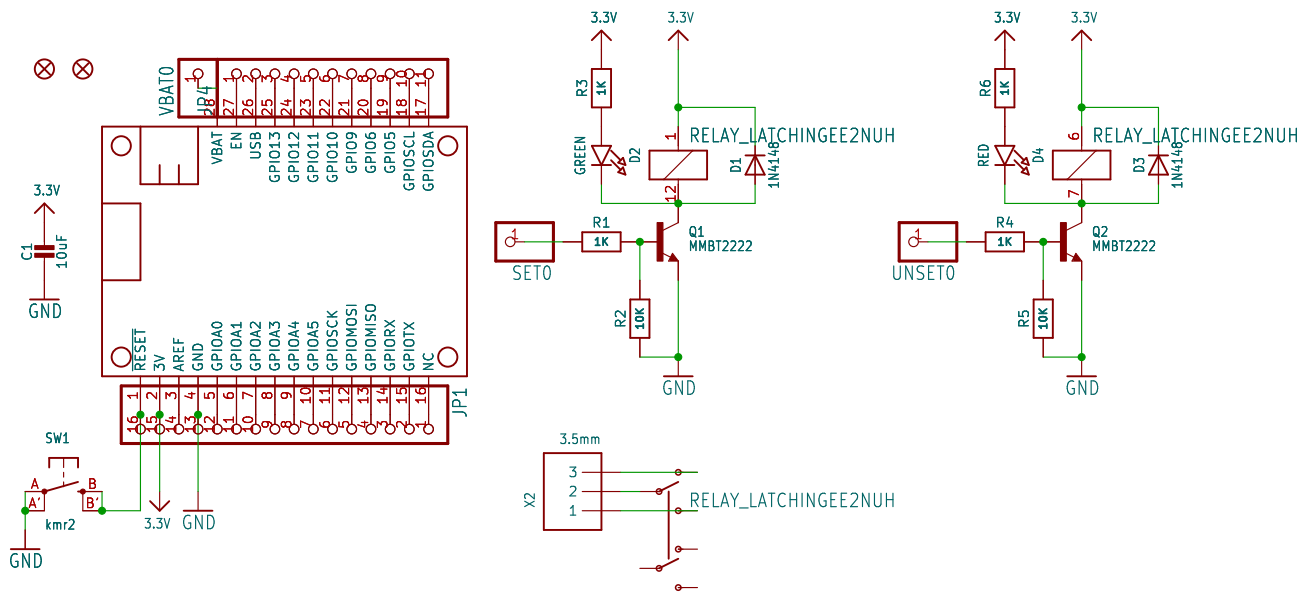 3.3V
3.3V
3.3V
3.3V
VBAT0
1
JP4
1
2
3
4
5
6
7
8
9
10
11
28
27
26
25
24
23
22
21
20
19
18
17
VBAT
EN
USB
GPIO13
GPIO12
GPIO11
GPIO10
GPIO9
GPIO6
GPIO5
GPIOSCL
GPIOSDA
R3
1K
GREEN
D2
1
RELAY_LATCHINGEE2NUH
12
D1
1N4148
R6
1K
RED
D4
6
RELAY_LATCHINGEE2NUH
7
D3
1N4148
3.3V
C1
10uF
GND
1
SET0
R1
1K
Q1
MMBT2222
R2
10K
GND
1
UNSET0
R4
1K
Q2
MMBT2222
R5
10K
GND
RESET
3V
AREF
GND
GPIOA0
GPIOA1
GPIOA2
GPIOA3
GPIOA4
GPIOA5
GPIOSCK
GPIOMOSI
GPIOMISO
GPIORX
GPIOTX
NC
1
2
3
4
5
6
7
8
9
10
11
12
13
14
15
16
JP1
16
15
14
13
12
11
10
9
8
7
6
5
4
3
2
1
SW1
A
B
A'
B'
kmr2
GND
3.3V
GND
3.5mm
X2
3
2
1
RELAY_LATCHINGEE2NUH